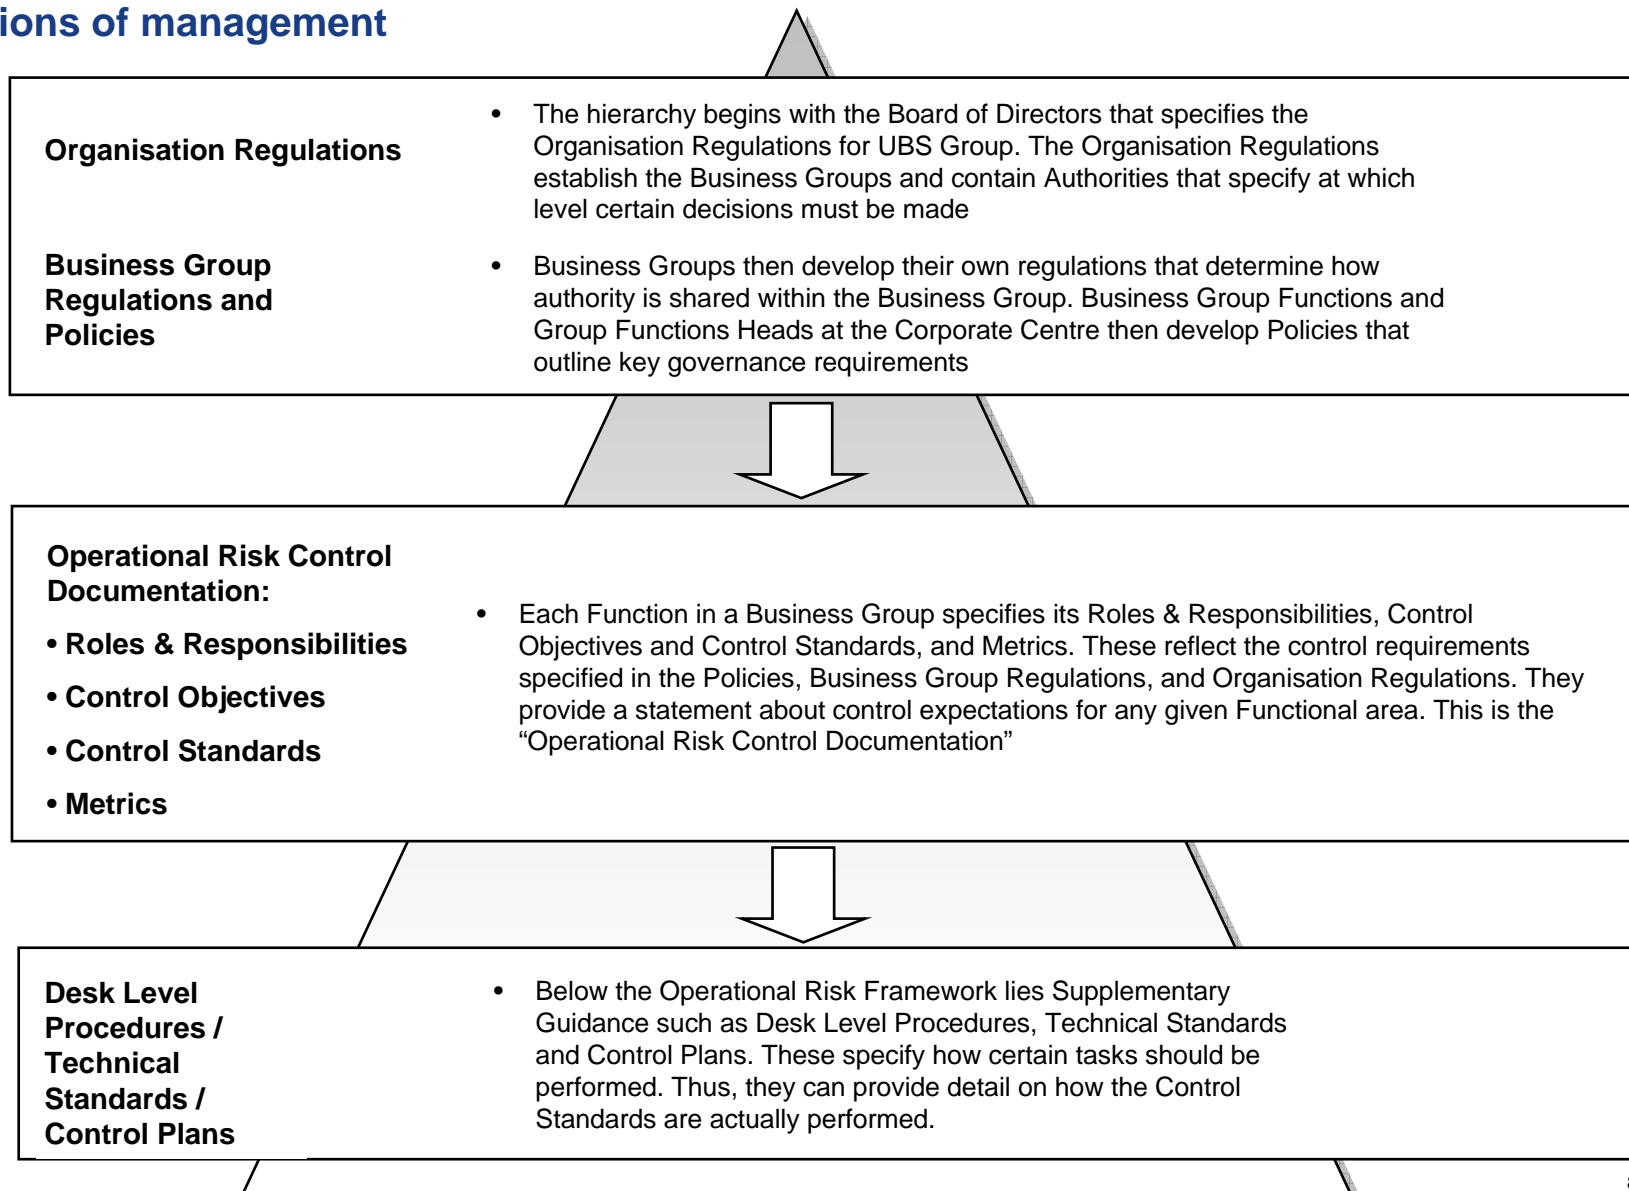 ions of management
Organisation Regulations
• The hierarchy begins with the Board of Directors that specifies the
Organisation Regulations for UBS Group. The Organisation Regulations
establish the Business Groups and contain Authorities that specify at which
level certain decisions must be made
Business Group
Regulations and
Policies
• Business Groups then develop their own regulations that determine how
authority is shared within the Business Group. Business Group Functions and
Group Functions Heads at the Corporate Centre then develop Policies that
outline key governance requirements
Operational Risk Control
Documentation:
• Roles & Responsibilities
• Control Objectives
• Control Standards
• Metrics
• Each Function in a Business Group specifies its Roles & Responsibilities, Control
Objectives and Control Standards, and Metrics. These reflect the control requirements
specified in the Policies, Business Group Regulations, and Organisation Regulations. They
provide a statement about control expectations for any given Functional area. This is the
“Operational Risk Control Documentation”
Desk Level
Procedures /
Technical
Standards /
Control Plans
• Below the Operational Risk Framework lies Supplementary
Guidance such as Desk Level Procedures, Technical Standards
and Control Plans. These specify how certain tasks should be
performed. Thus, they can provide detail on how the Control
Standards are actually performed.